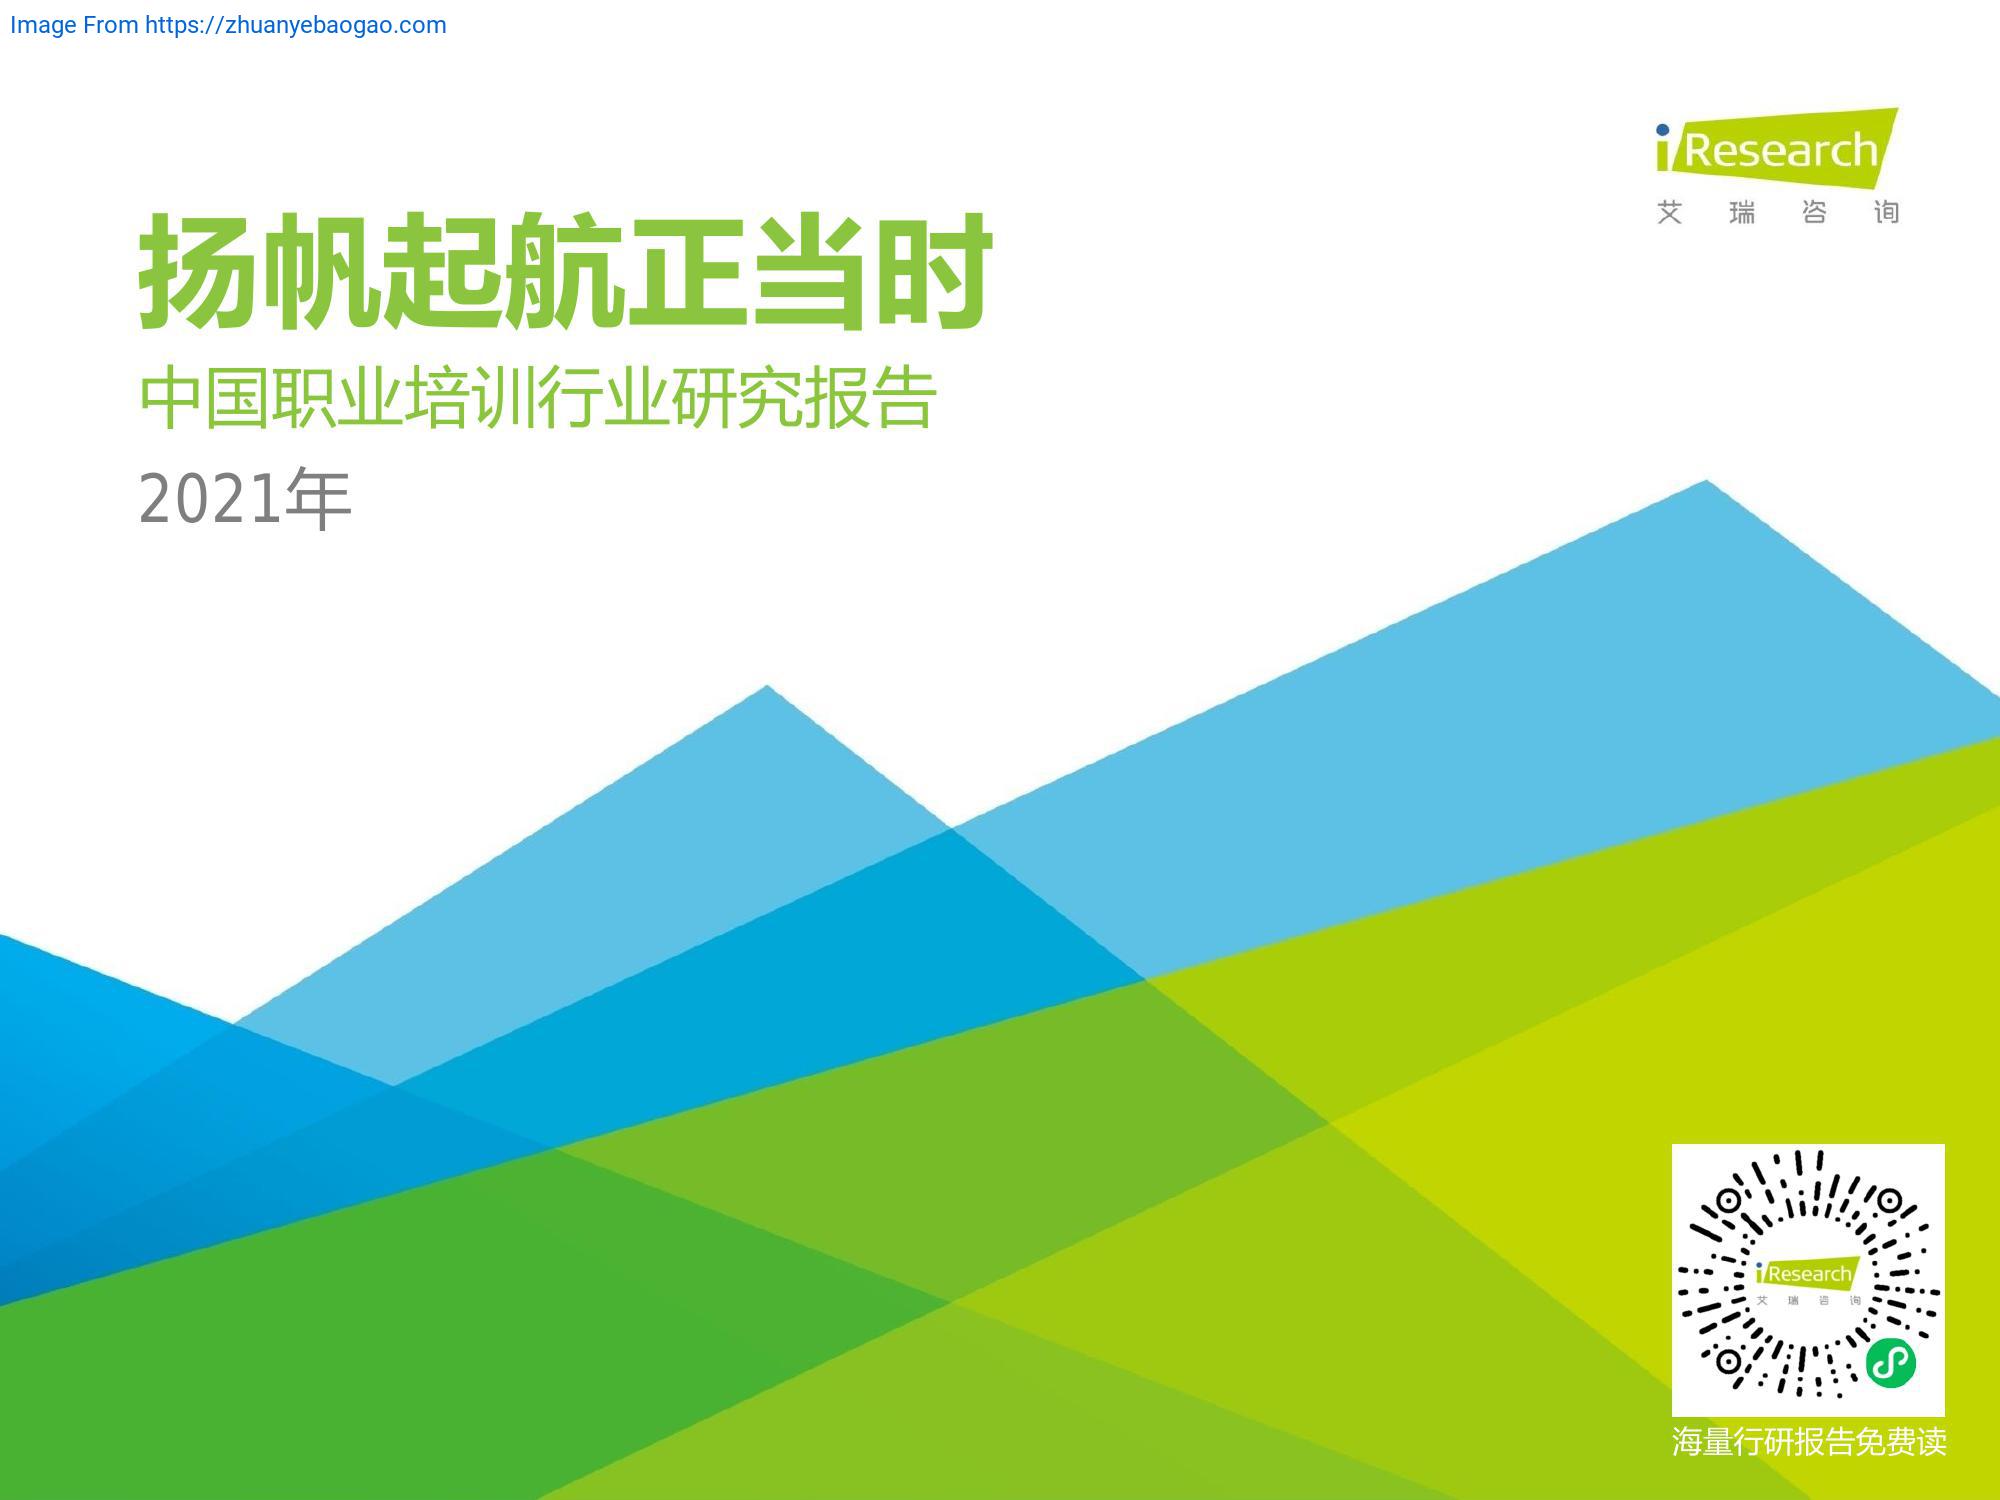 Image From https://zhuanyebaogao.com
iResearch
艾瑞咨询
扬帆起航正当时
中国职业培训行业研究报告
2021年
iResearch
艾瑞咨询
海量行研报告免费读